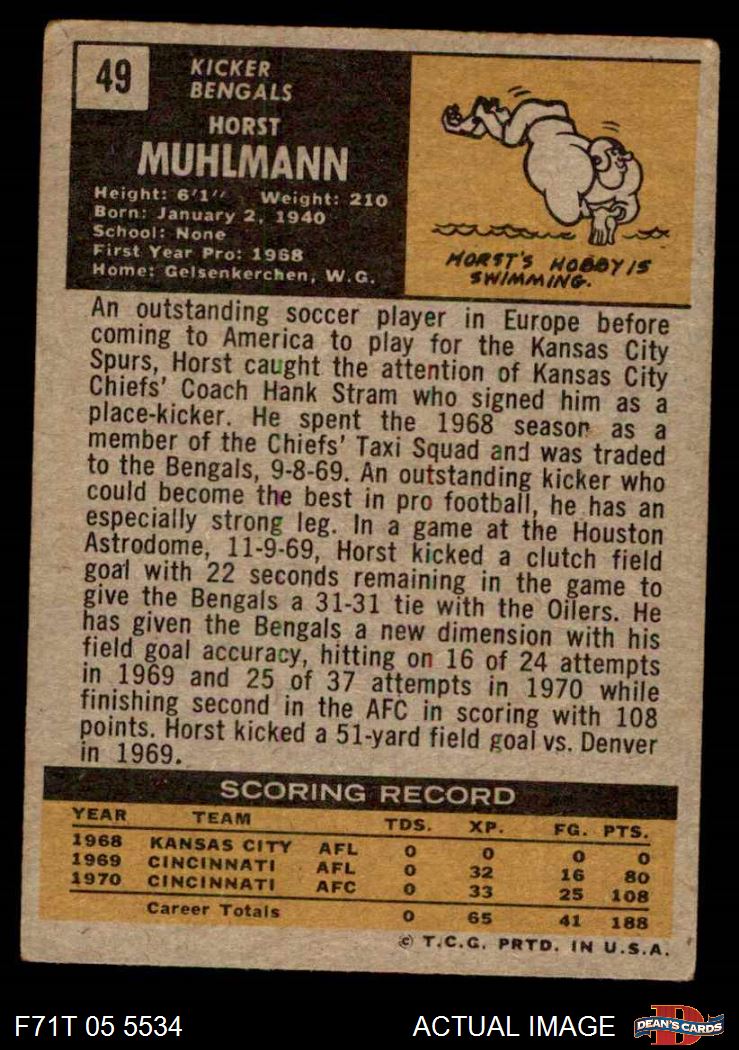 49
KICKER
BENGALS
HORST
MUHLMANN
Height: 6'1" Weight: 210
Born: January 2, 1940
School: None
First Year Pro: 1968
Home: Gelsenkerchen, W.G.
HORST'S HOBBY IS
SWIMMING.
An outstanding soccer player in Europe before
coming to America to play for the Kansas City
Spurs, Horst caught the attention of Kansas City
Chiefs' Coach Hank Stram who signed him as a
place-kicker. He spent the 1968 season as a
member of the Chiefs' Taxi Squad and was traded
to the Bengals, 9-8-69. An outstanding kicker who
could become the best in pro football, he has an
especially strong leg. In a game at the Houston
Astrodome, 11-9-69, Horst kicked a clutch field
goal with 22 seconds remaining in the game to
give the Bengals a 31-31 tie with the Oilers. He
has given the Bengals a new dimension with his
field goal accuracy, hitting on 16 of 24 attempts
in 1969 and 25 of 37 attempts in 1970 while
finishing second in the AFC in scoring with 108
points. Horst kicked a 51-yard field goal vs. Denver
in 1969.
SCORING RECORD
YEAR TEAM TDS. XP. FG. PTS.
1968 KANSAS CITY AFL 0 0 0 0
1969 CINCINNATI AFL 0 32 16 80
1970 CINCINNATI AFC 0 33 25 108
Career Totals 0 65 41 188
© T.C.G. PRTD. IN U.S.A.
F71T 05 5534 ACTUAL IMAGE D DEAN'S CARDS